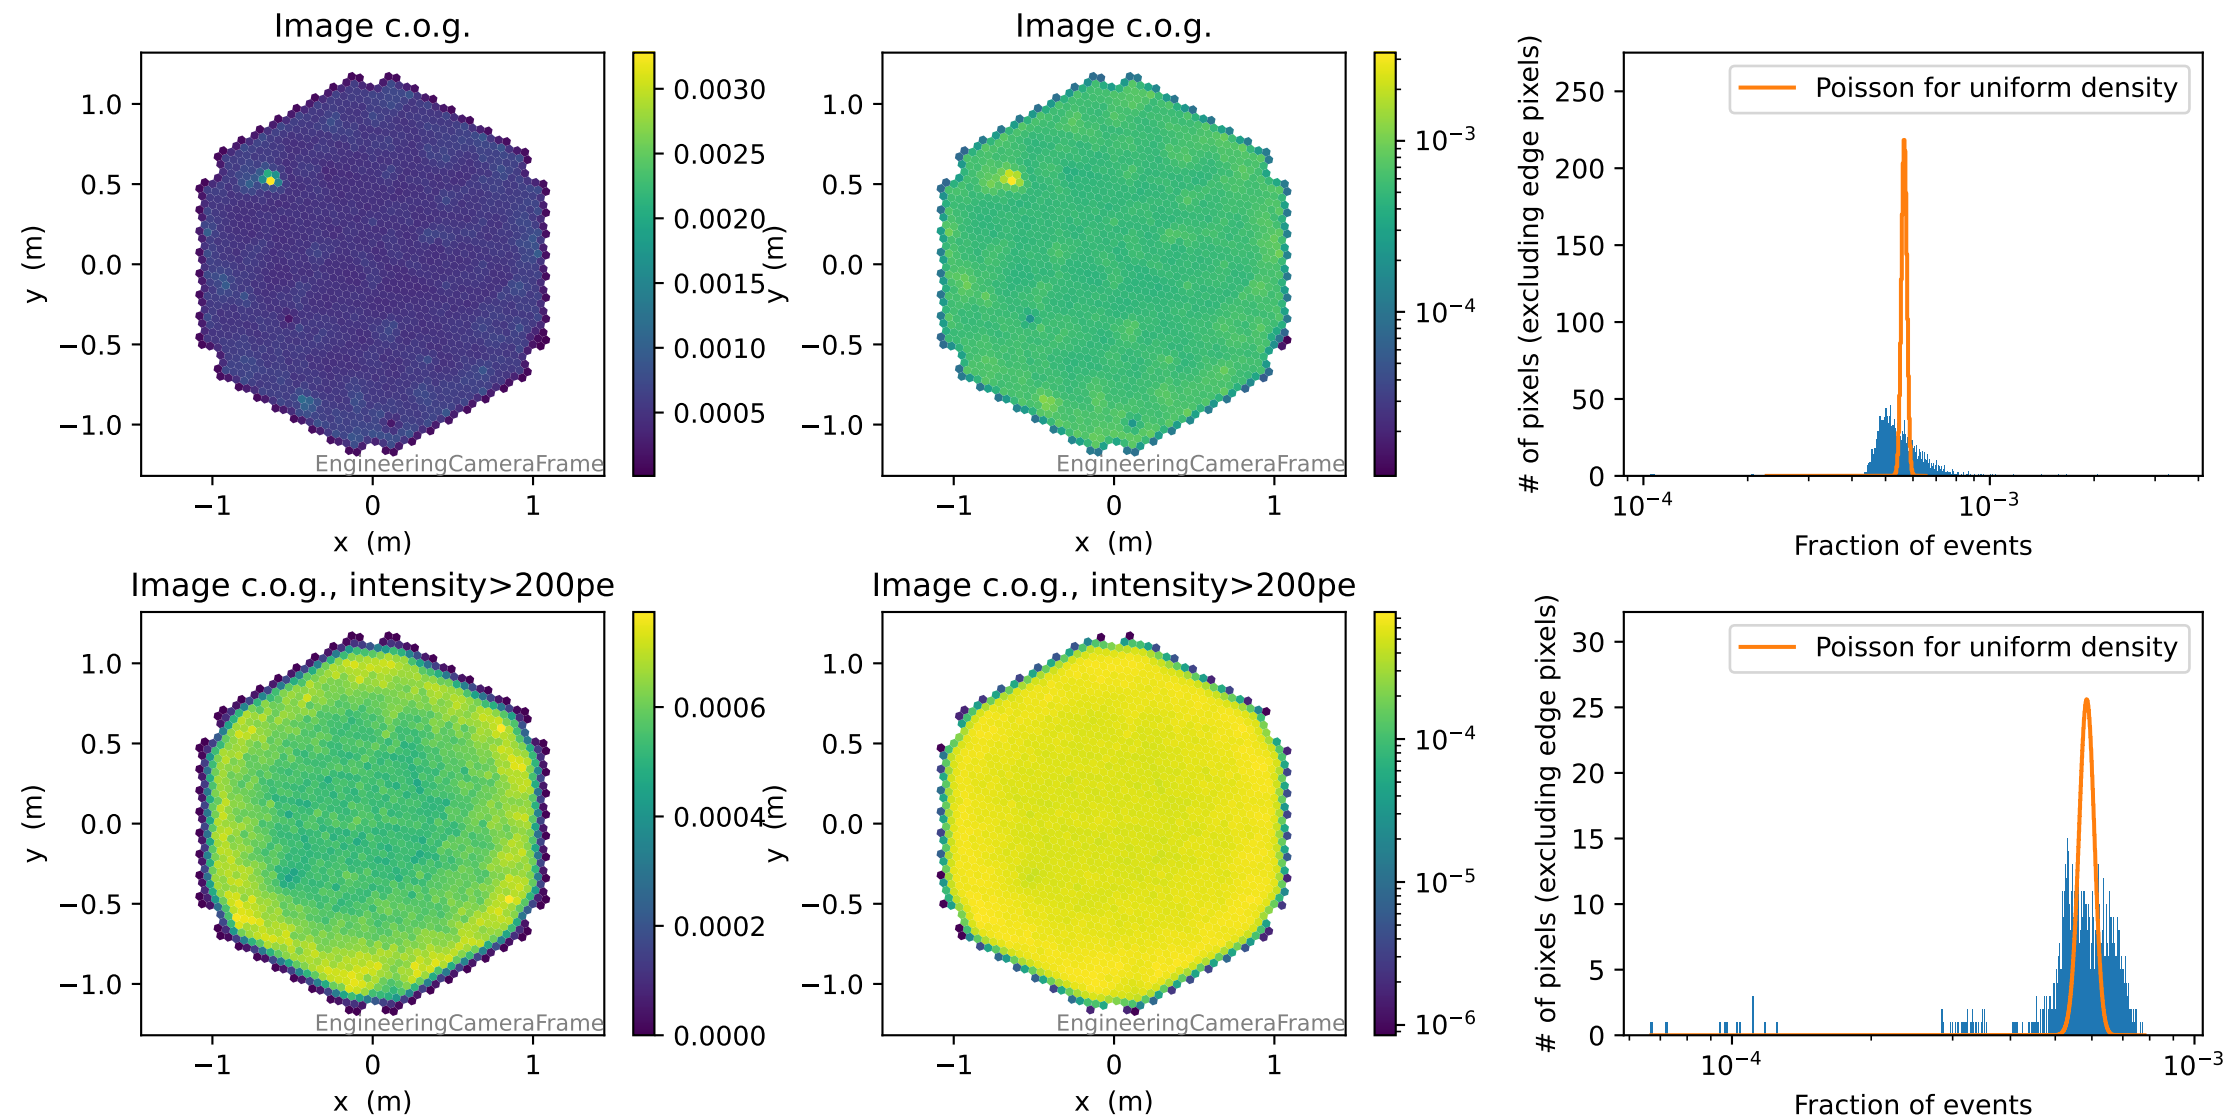 Image c.o.g.
1.0
0.5
0.0
−0.5
−1.0
y (m)
−1
0
1
x (m)
EngineeringCameraFrame
0.0030
0.0025
0.0020
0.0015
0.0010
0.0005
Image c.o.g.
1.0
0.5
0.0
−0.5
−1.0
y (m)
−1
0
1
x (m)
EngineeringCameraFrame
10⁻³
10⁻⁴
Poisson for uniform density
# of pixels (excluding edge pixels)
250
200
150
100
50
0
10⁻⁴
10⁻³
Fraction of events
Image c.o.g., intensity>200pe
1.0
0.5
0.0
−0.5
−1.0
y (m)
−1
0
1
x (m)
EngineeringCameraFrame
0.0006
0.0004
0.0002
0.0000
Image c.o.g., intensity>200pe
1.0
0.5
0.0
−0.5
−1.0
y (m)
−1
0
1
x (m)
EngineeringCameraFrame
10⁻⁴
10⁻⁵
10⁻⁶
Poisson for uniform density
# of pixels (excluding edge pixels)
30
25
20
15
10
5
0
10⁻⁴
10⁻³
Fraction of events